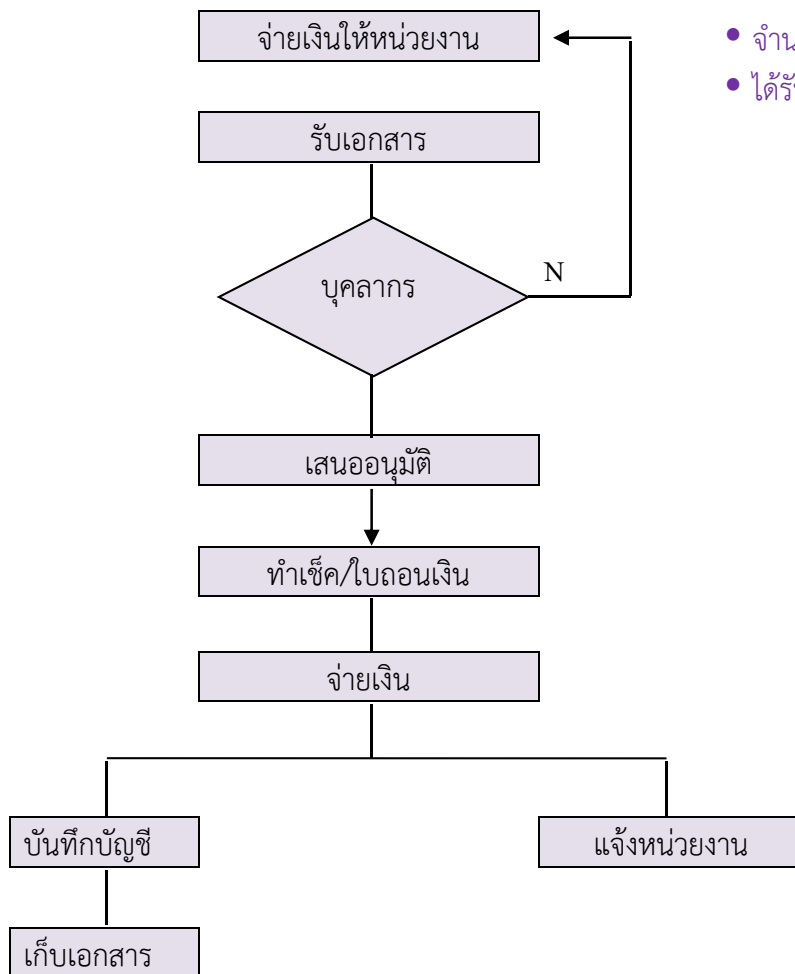 จ่ายเงินให้หน่วยงาน
รับเอกสาร
บุคลากร
N
เสนออนุมัติ
ทำเช็ค/ใบถอนเงิน
จ่ายเงิน
บันทึกบัญชี
แจ้งหน่วยงาน
เก็บเอกสาร